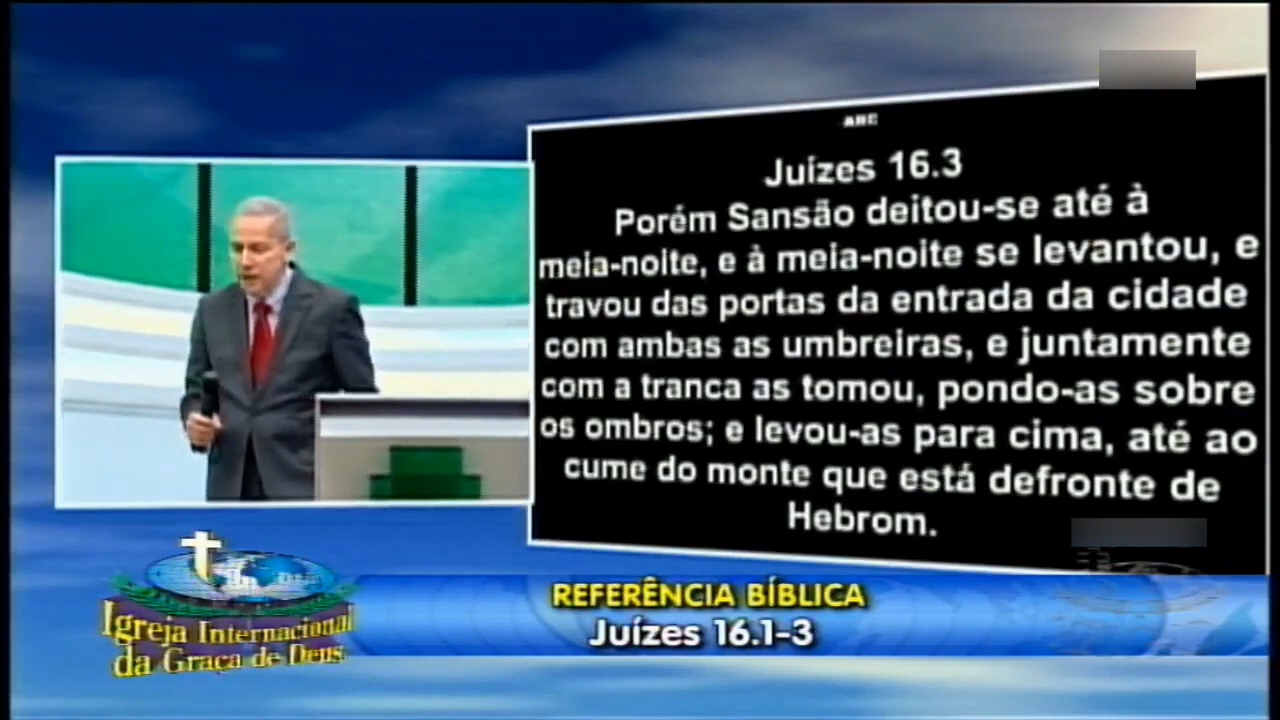 ARC
Juízes 16.3
Porém Sansão deitou-se até à
meia-noite, e à meia-noite se levantou, e
travou das portas da entrada da cidade
com ambas as umbreiras, e juntamente
com a tranca as tomou, pondo-as sobre
os ombros; e levou-as para cima, até ao
cume do monte que está defronte de
Hebrom.
REFERÊNCIA BÍBLICA
Juízes 16.1-3
Igreja Internacional
da Graça de Deus